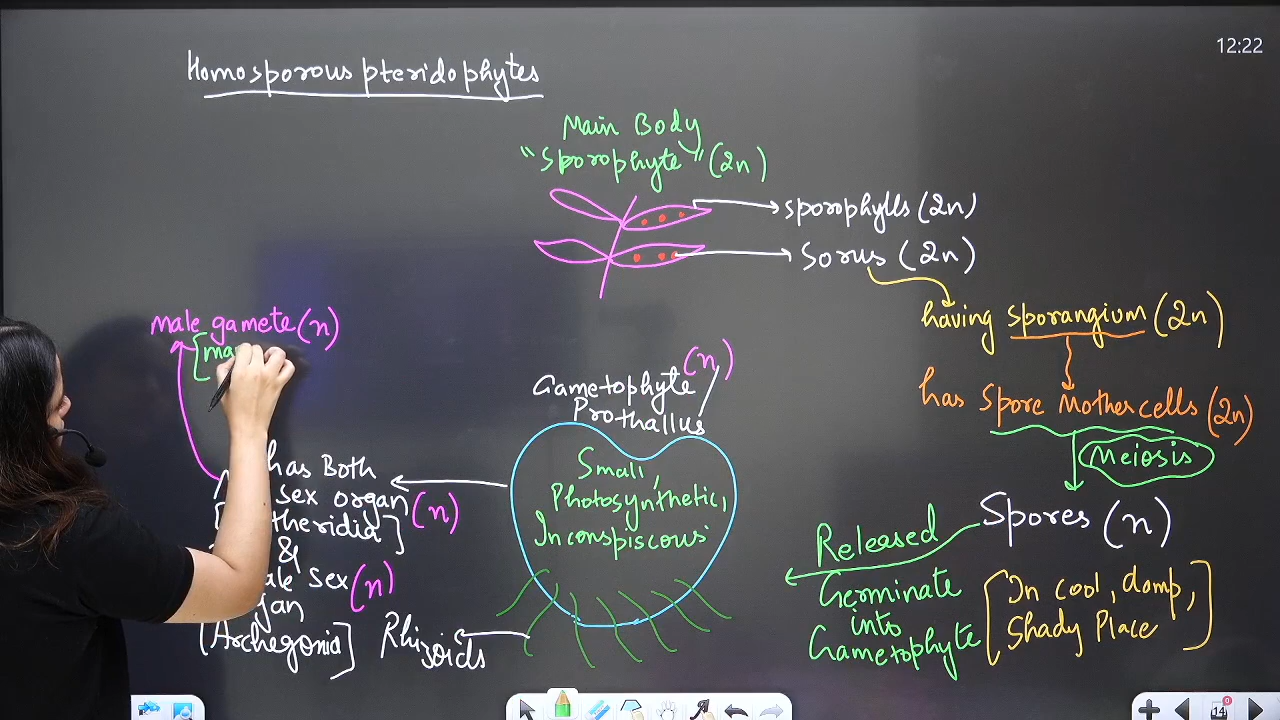 12:22
Homosporous pteridophytes
Main Body
"Sporophyte" (2n)
sporophylls (2n)
Sorus (2n)
having sporangium (2n)
has Spore Mothercells (2n)
Meiosis
Spores (n)
Released
Germinate
into
Gametophyte
[In cool, damp,
Shady Place]
Gametophyte (n)
Prothallus
Small,
Photosynthetic,
Inconspiscous
Rhizoids
has Both
sex organ (n)
&
sex (n)
[Archegonia]
male gamete (n)
14